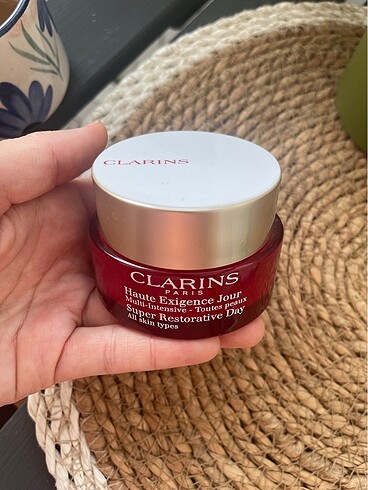 CLARINS
CLARINS
PARIS
Haute Exigence Jour
Multi-Intensive - Toutes peaux
Super Restorative Day
All skin types